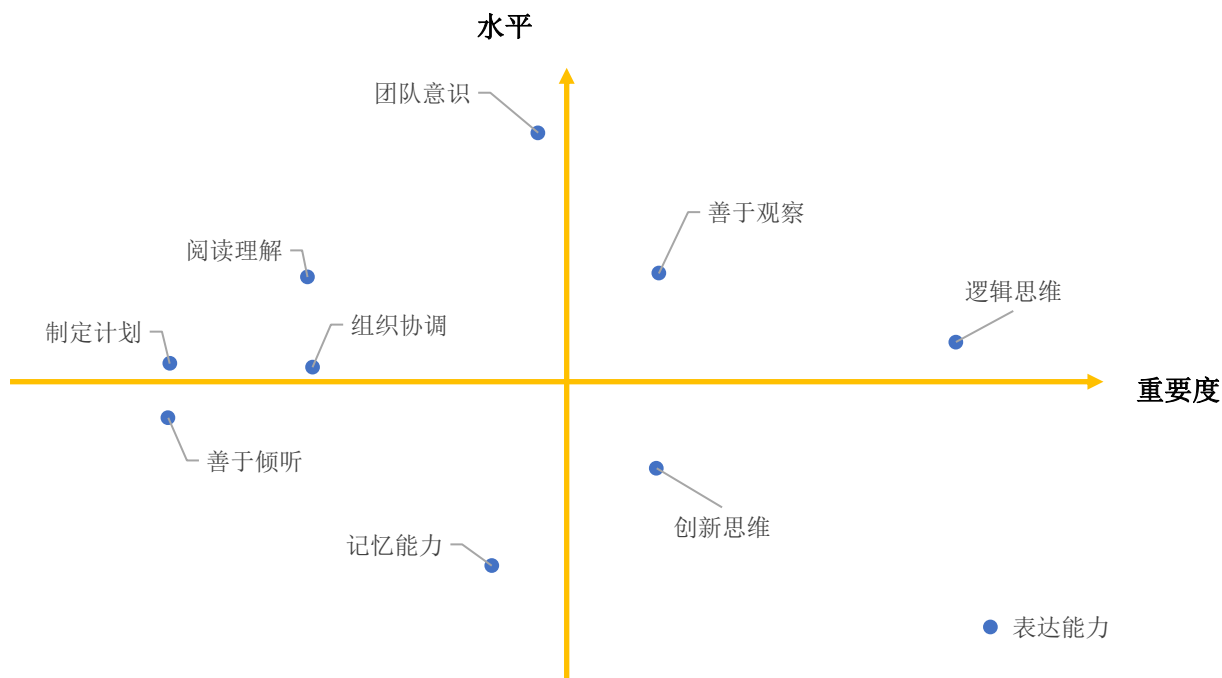 水平
团队意识
善于观察
阅读理解
逻辑思维
制定计划
组织协调
重要度
善于倾听
创新思维
记忆能力
表达能力